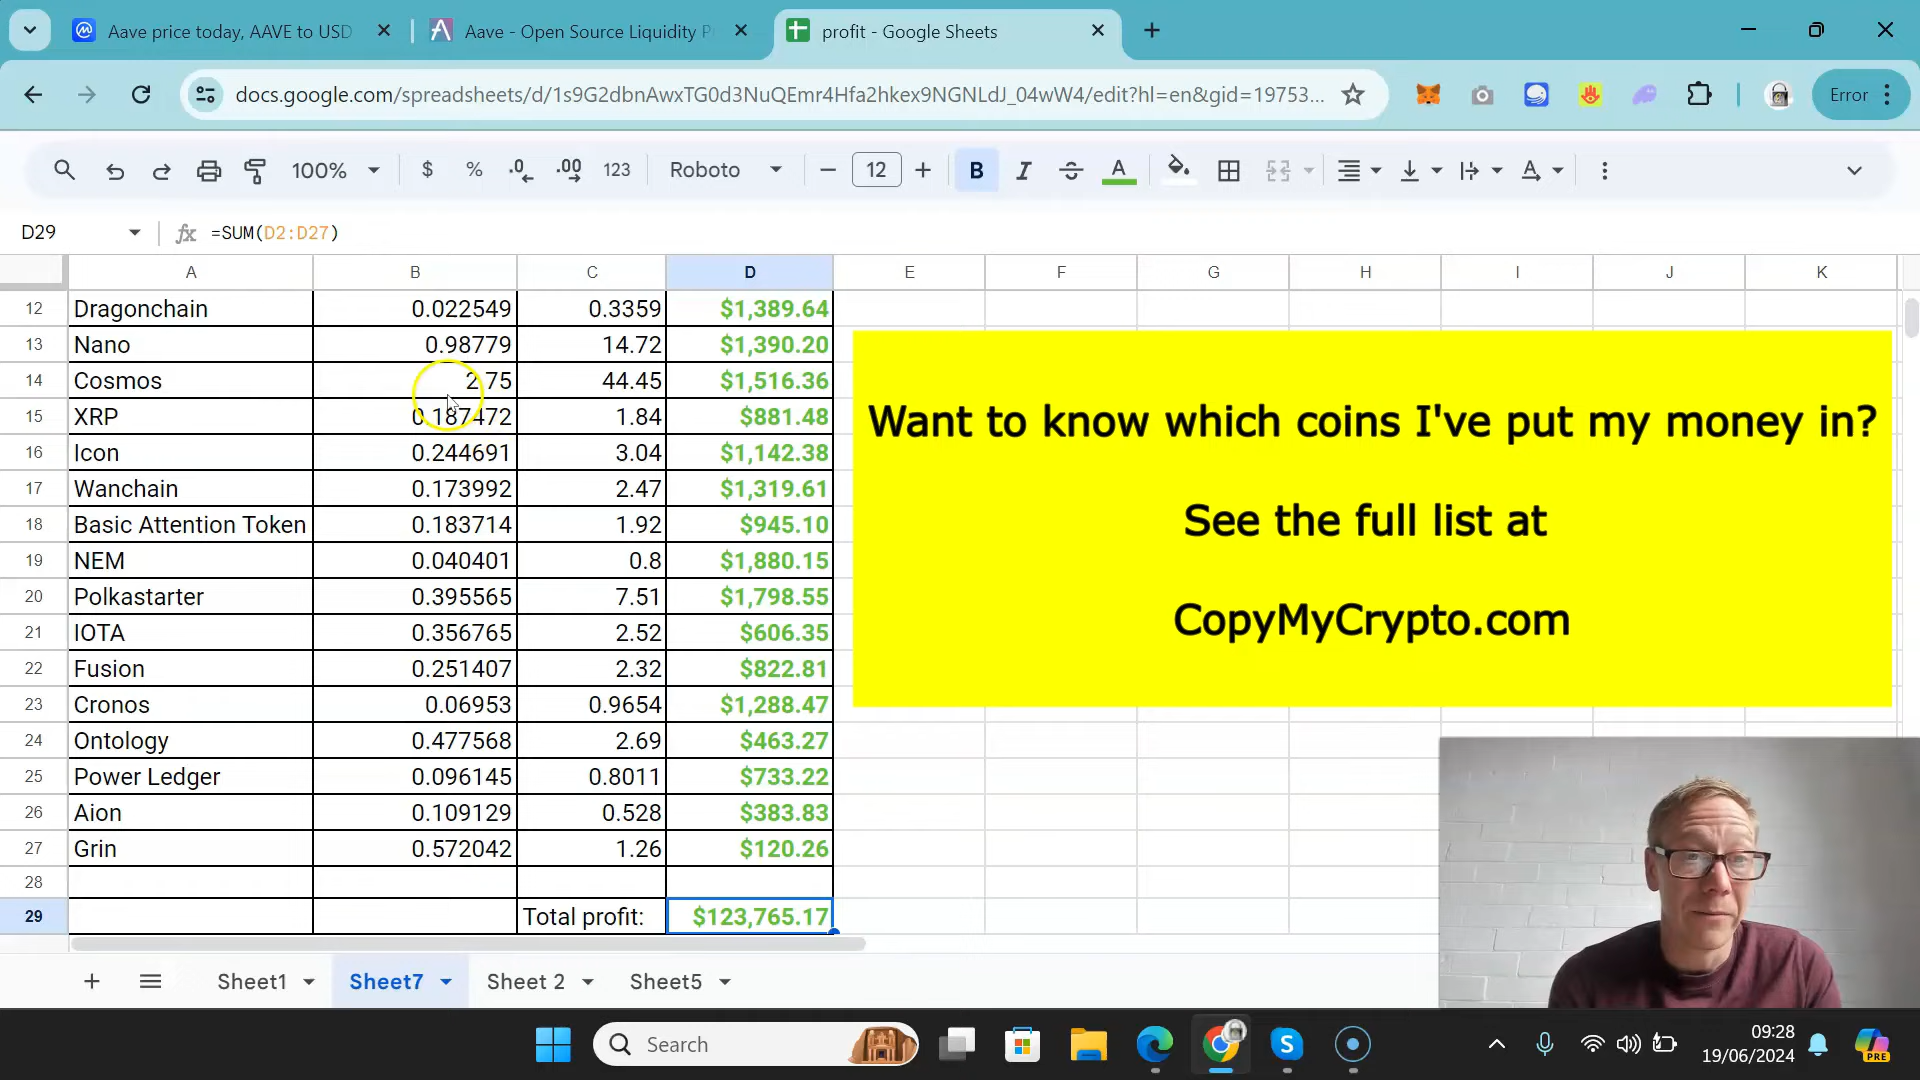 Aave price today, AAVE to USD
Aave - Open Source Liquidity P
profit - Google Sheets
docs.google.com/spreadsheets/d/1s9G2dbnAwxTG0d3NuQEmr4Hfa2hkex9NGNLdJ_04wW4/edit?hl=en&gid=19753...
Error
100%
$ % .0 .00 123
Roboto
12
B I S A
D29
fx =SUM(D2:D27)
A B C D E F G H I J K
12 Dragonchain 0.022549 0.3359 $1,389.64
13 Nano 0.98779 14.72 $1,390.20
14 Cosmos 2.75 44.45 $1,516.36
15 XRP 0.187472 1.84 $881.48
16 Icon 0.244691 3.04 $1,142.38
17 Wanchain 0.173992 2.47 $1,319.61
18 Basic Attention Token 0.183714 1.92 $945.10
19 NEM 0.040401 0.8 $1,880.15
20 Polkastarter 0.395565 7.51 $1,798.55
21 IOTA 0.356765 2.52 $606.35
22 Fusion 0.251407 2.32 $822.81
23 Cronos 0.06953 0.9654 $1,288.47
24 Ontology 0.477568 2.69 $463.27
25 Power Ledger 0.096145 0.8011 $733.22
26 Aion 0.109129 0.528 $383.83
27 Grin 0.572042 1.26 $120.26
28
29 Total profit: $123,765.17
Want to know which coins I've put my money in?
See the full list at
CopyMyCrypto.com
Sheet1
Sheet7
Sheet 2
Sheet5
Search
09:28
19/06/2024
PRE